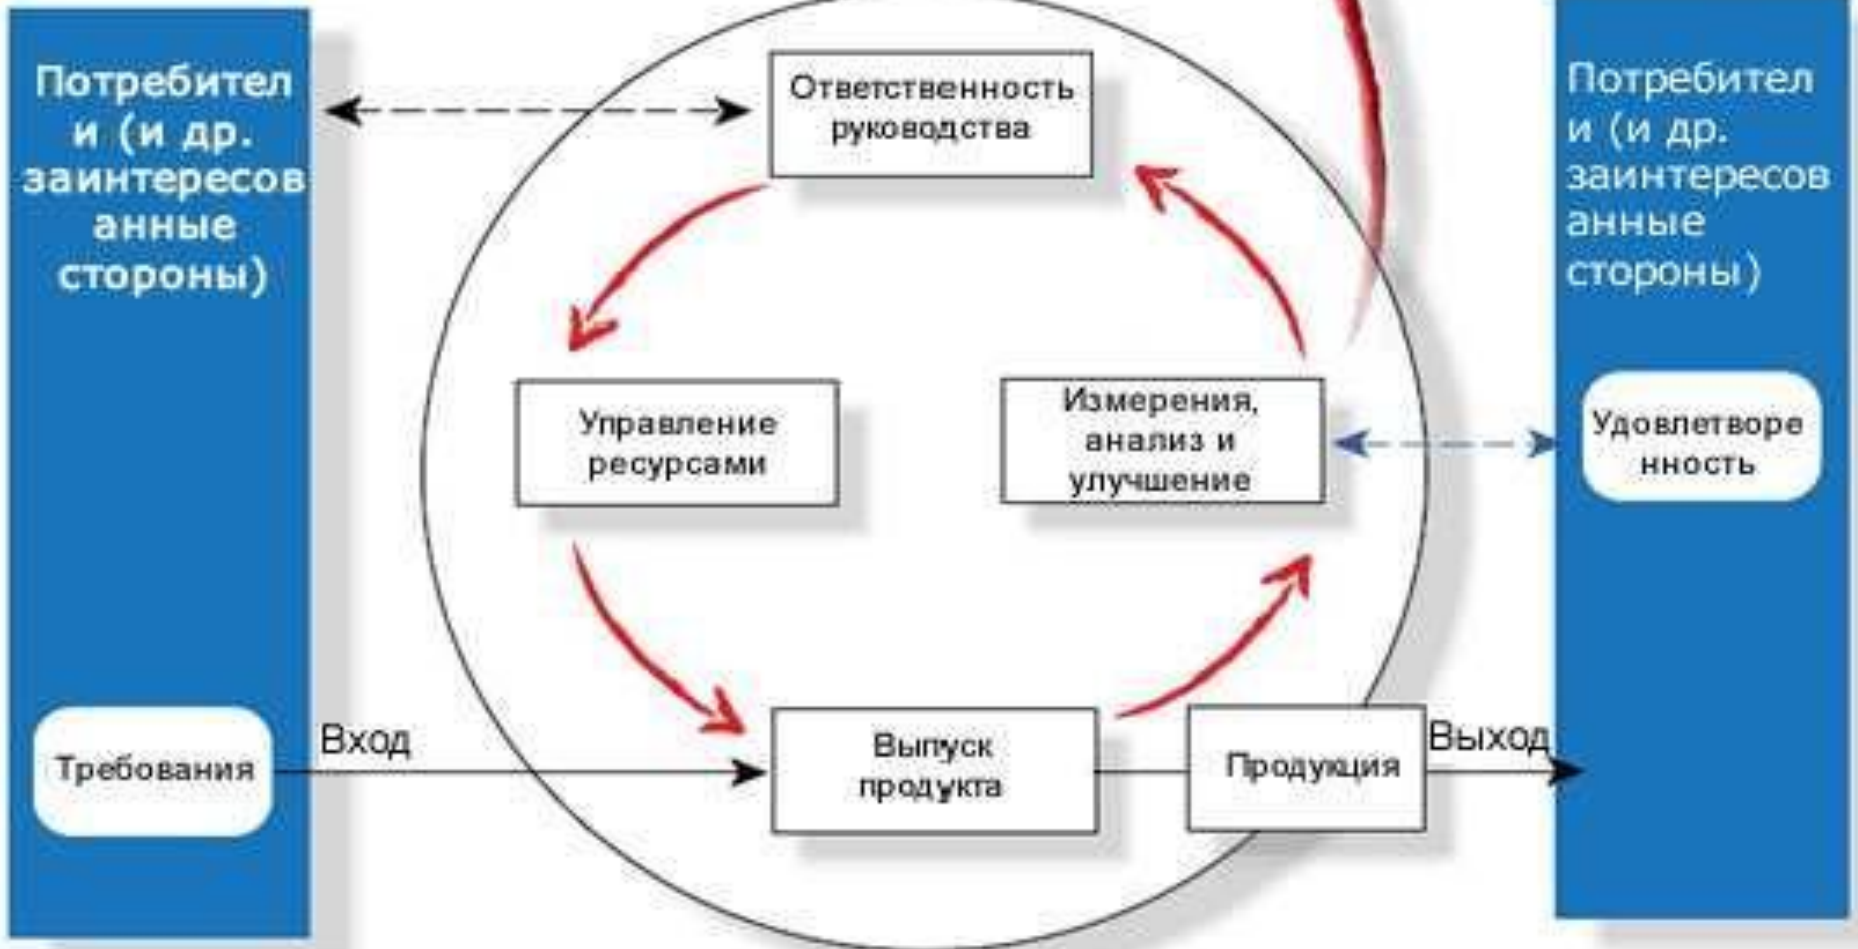 Потребител
и (и др.
заинтересов
анные
стороны)
Ответственность
руководства
Потребител
и (и др.
заинтересов
анные
стороны)
Управление
ресурсами
Измерения,
анализ и
улучшение
Удовлетворе
нность
Требования
Вход
Выпуск
продукта
Продукция
Выход